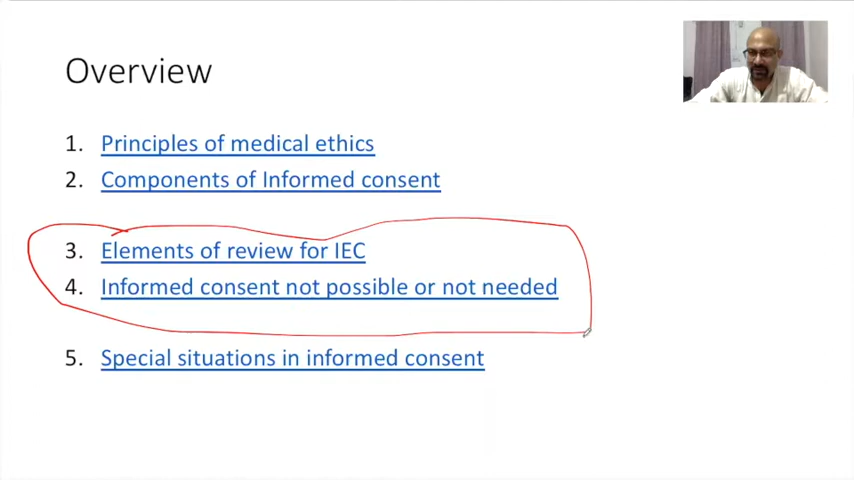 Overview
1. Principles of medical ethics
2. Components of Informed consent
3. Elements of review for IEC
4. Informed consent not possible or not needed
5. Special situations in informed consent